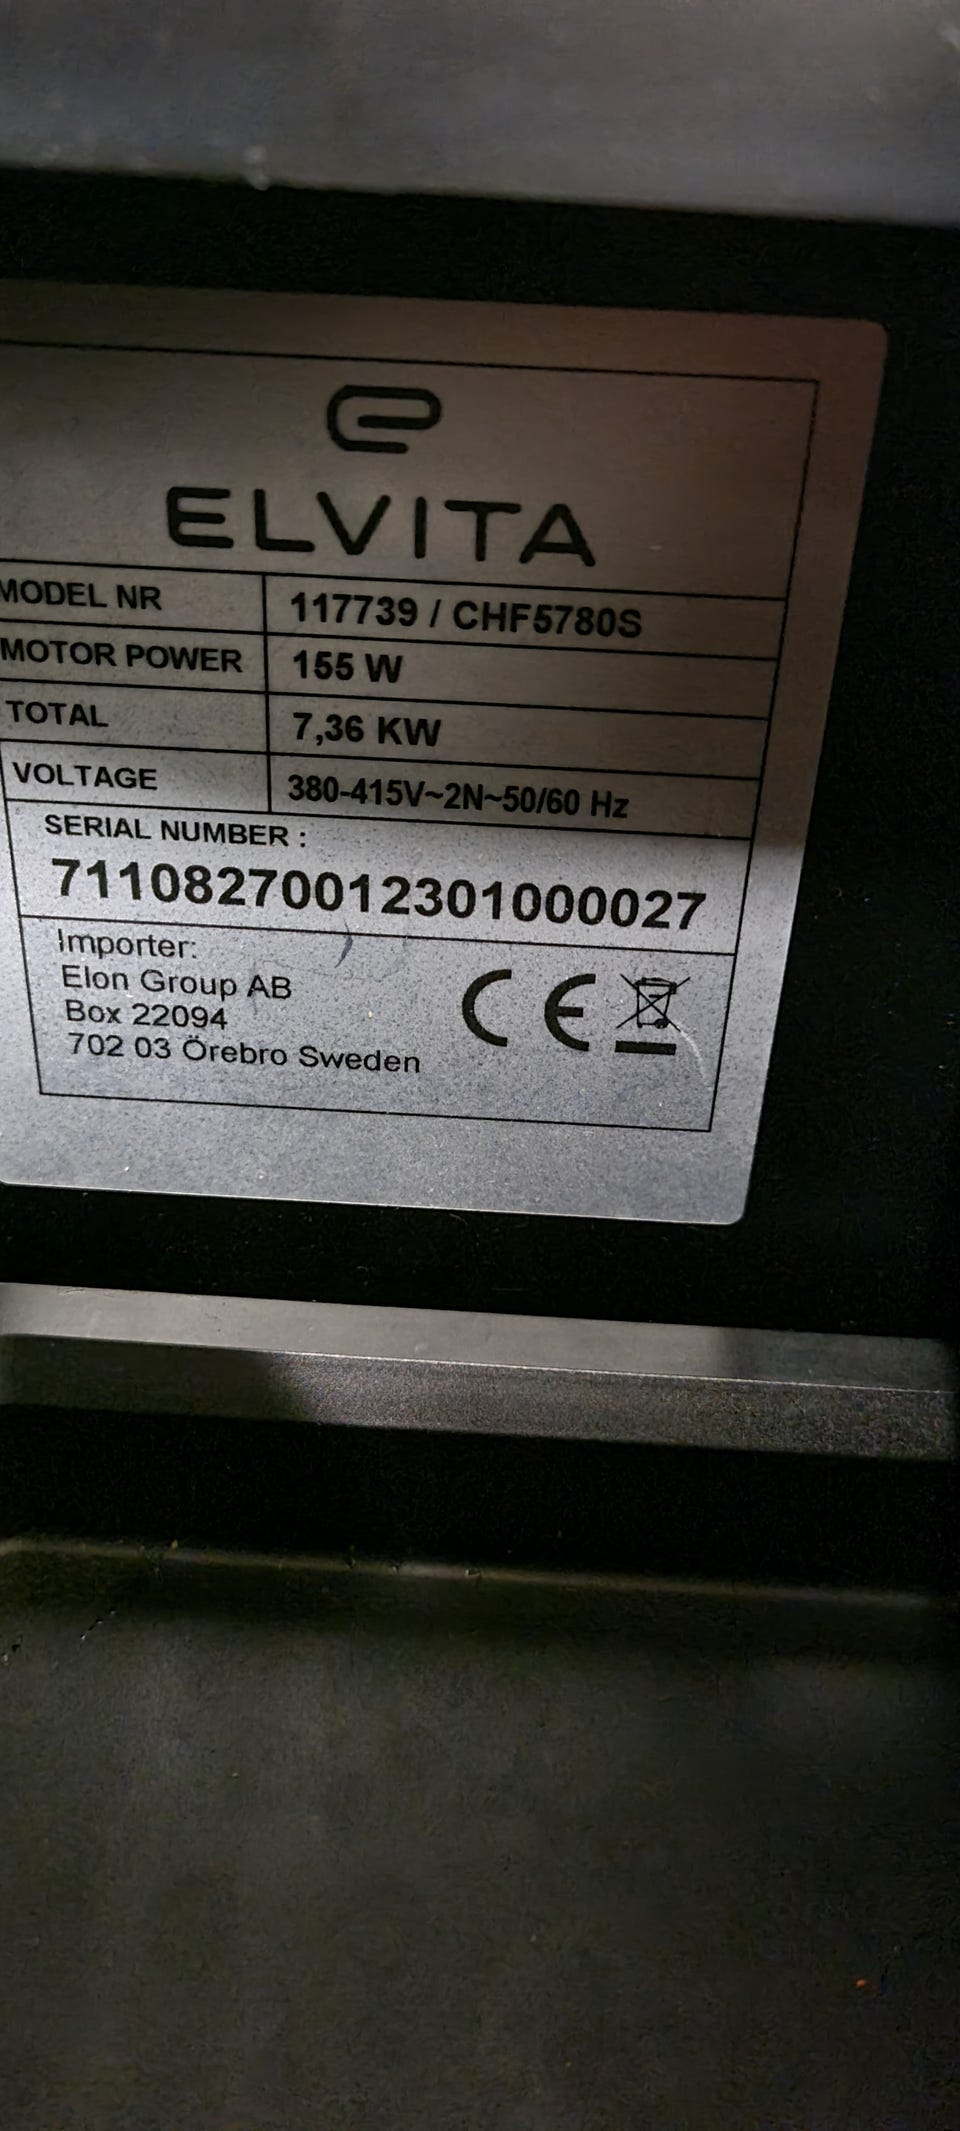 ELVITA
MODEL NR 117739 / CHF5780S
MOTOR POWER 155 W
TOTAL 7,36 KW
VOLTAGE 380-415V~2N~50/60 Hz
SERIAL NUMBER :
71108270012301000027
Importer:
Elon Group AB
Box 22094
702 03 Örebro Sweden
CE